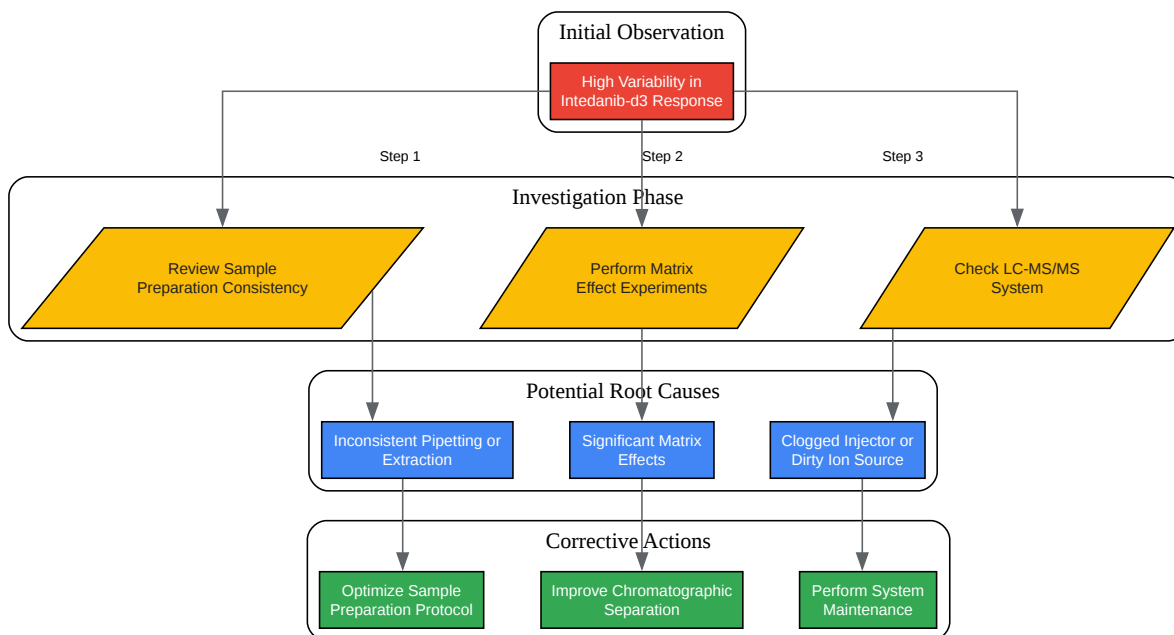 Initial Observation
High Variability in
Intedanib-d3 Response
Step 1
Step 2
Step 3
Investigation Phase
Review Sample
Preparation Consistency
Perform Matrix
Effect Experiments
Check LC-MS/MS
System
Potential Root Causes
Inconsistent Pipetting or
Extraction
Significant Matrix
Effects
Clogged Injector or
Dirty Ion Source
Corrective Actions
Optimize Sample
Preparation Protocol
Improve Chromatographic
Separation
Perform System
Maintenance